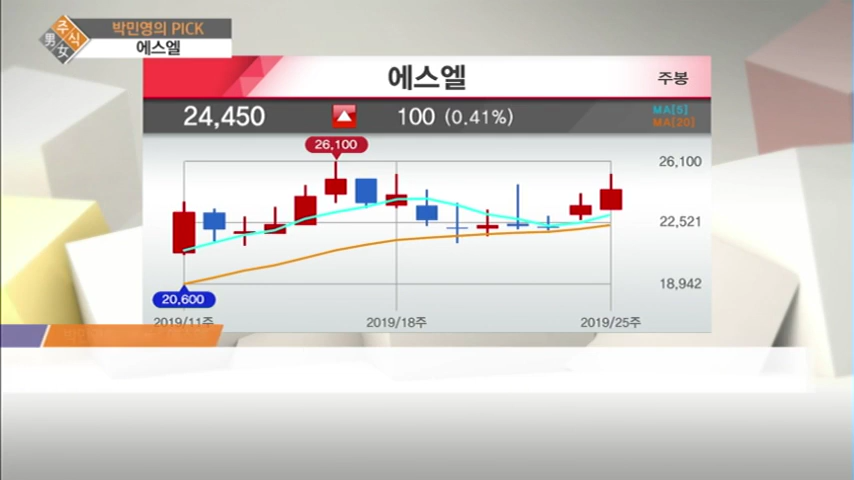 주식
男女
박민영의 PICK
에스엘
에스엘
주봉
24,450
100 (0.41%)
MA[5]
MA[20]
26,100
26,100
22,521
18,942
20,600
2019/11주
2019/18주
2019/25주